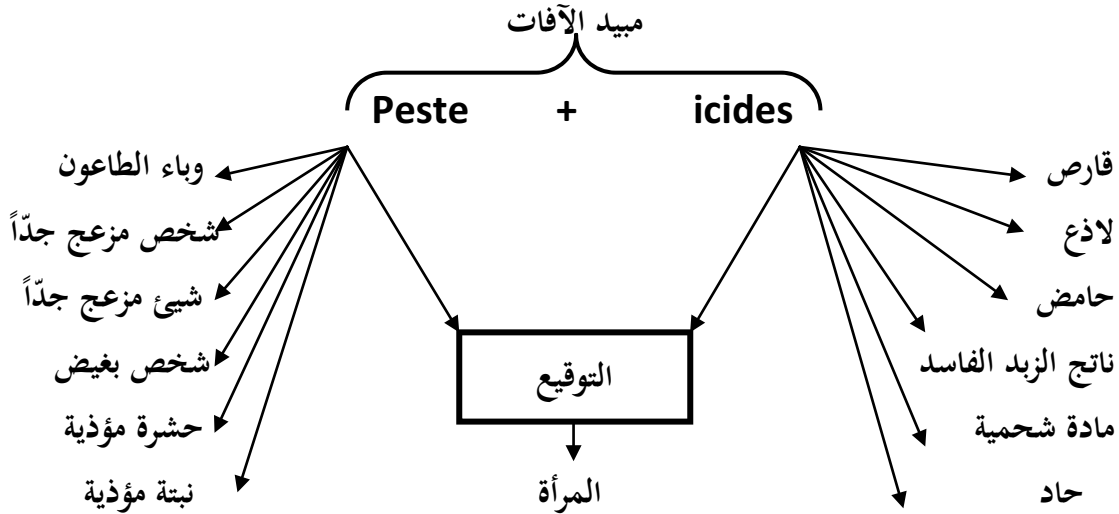 مبيد الآفات
Peste + icides
قارص
لاذع
حامض
ناتج الزبد الفاسد
مادة شحمية
حاد
وباء الطاعون
شخص مزعج جدّاً
شيئ مزعج جدّاً
شخص بغيض
حشرة مؤذية
نبتة مؤذية
التوقيع
المرأة